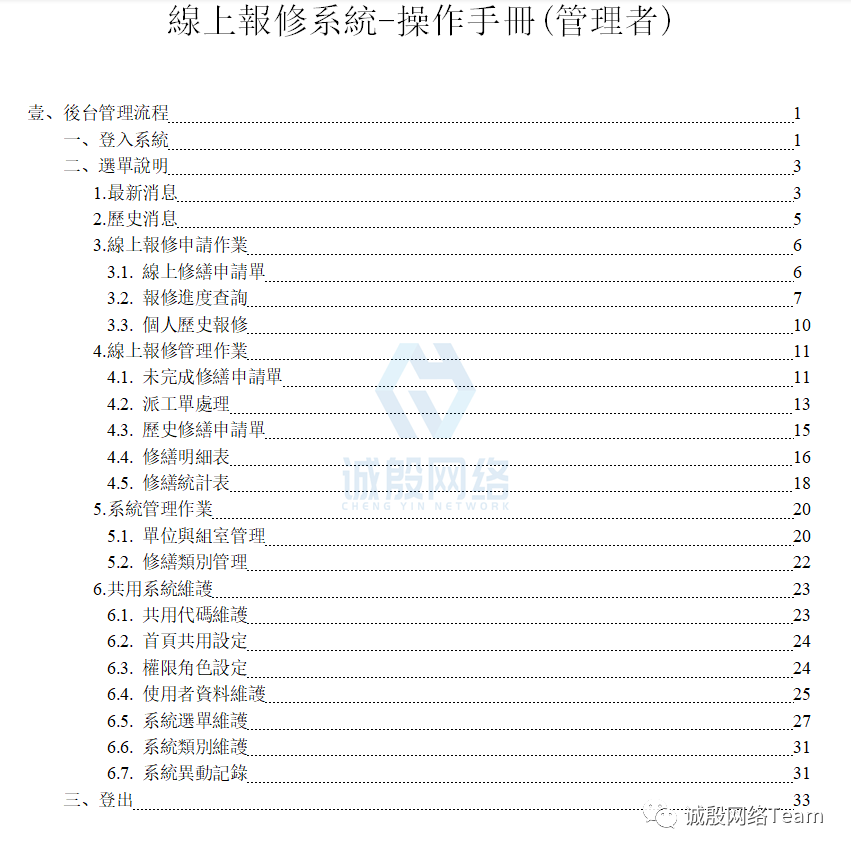 線上報修系統-操作手冊(管理者)
壹、後台管理流程 1
一、登入系統 1
二、選單說明 3
1.最新消息 3
2.歷史消息 5
3.線上報修申請作業 6
3.1. 線上修繕申請單 6
3.2. 報修進度查詢 7
3.3. 個人歷史報修 10
4.線上報修管理作業 11
4.1. 未完成修繕申請單 11
4.2. 派工單處理 13
4.3. 歷史修繕申請單 15
4.4. 修繕明細表 16
4.5. 修繕統計表 18
5.系統管理作業 20
5.1. 單位與組室管理 20
5.2. 修繕類別管理 22
6.共用系統維護 23
6.1. 共用代碼維護 23
6.2. 首頁共用設定 24
6.3. 權限角色設定 24
6.4. 使用者資料維護 25
6.5. 系統選單維護 27
6.6. 系統類別維護 31
6.7. 系統異動記錄 31
三、登出 33
诚殷网络
CHENG YIN NETWORK
诚殷网络Team